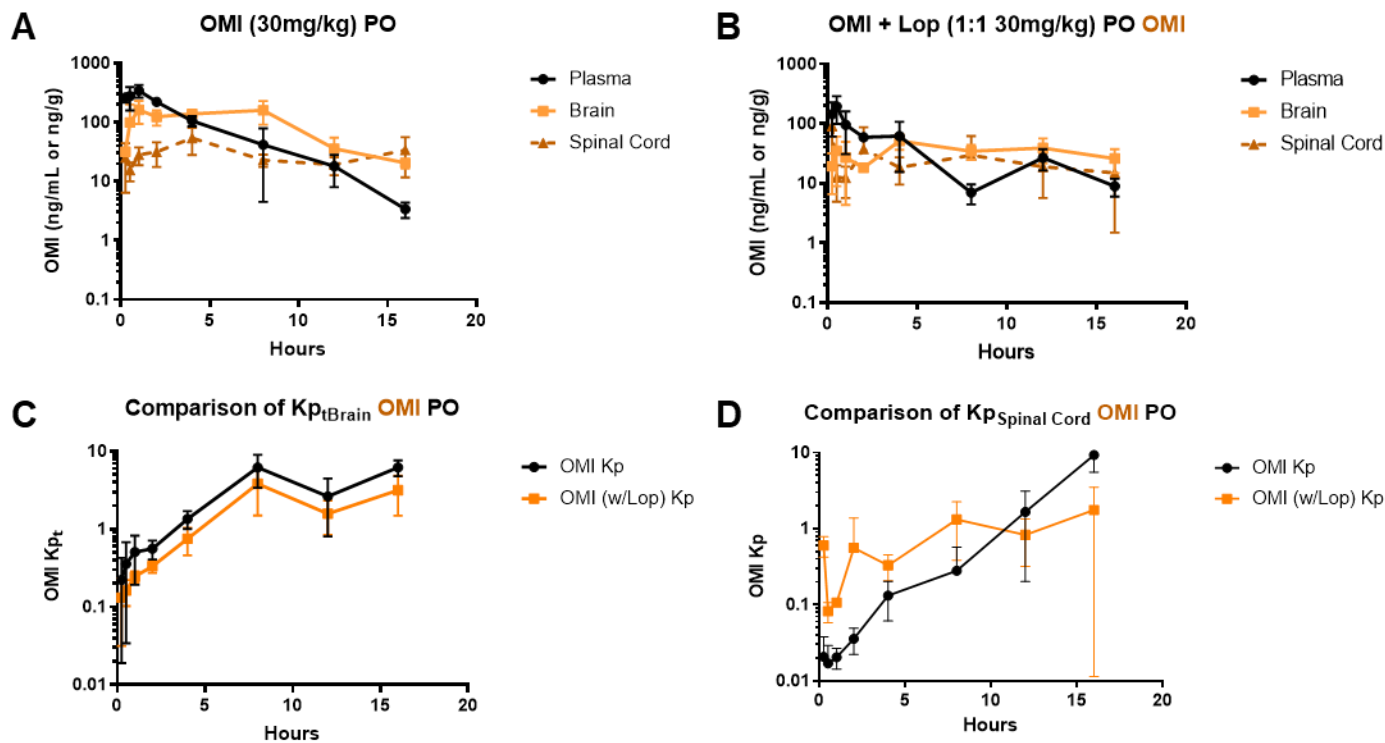 A
OMI (30mg/kg) PO
OMI (ng/mL or ng/g)
1000
100
10
1
0.1
0
5
10
15
20
Hours
Plasma
Brain
Spinal Cord
B
OMI + Lop (1:1 30mg/kg) PO OMI
OMI (ng/mL or ng/g)
1000
100
10
1
0.1
0
5
10
15
20
Hours
Plasma
Brain
Spinal Cord
C
Comparison of KptBrain OMI PO
OMI Kpt
10
1
0.1
0.01
0
5
10
15
20
Hours
OMI Kp
OMI (w/Lop) Kp
D
Comparison of KpSpinal Cord OMI PO
OMI Kp
10
1
0.1
0.01
0
5
10
15
20
Hours
OMI Kp
OMI (w/Lop) Kp